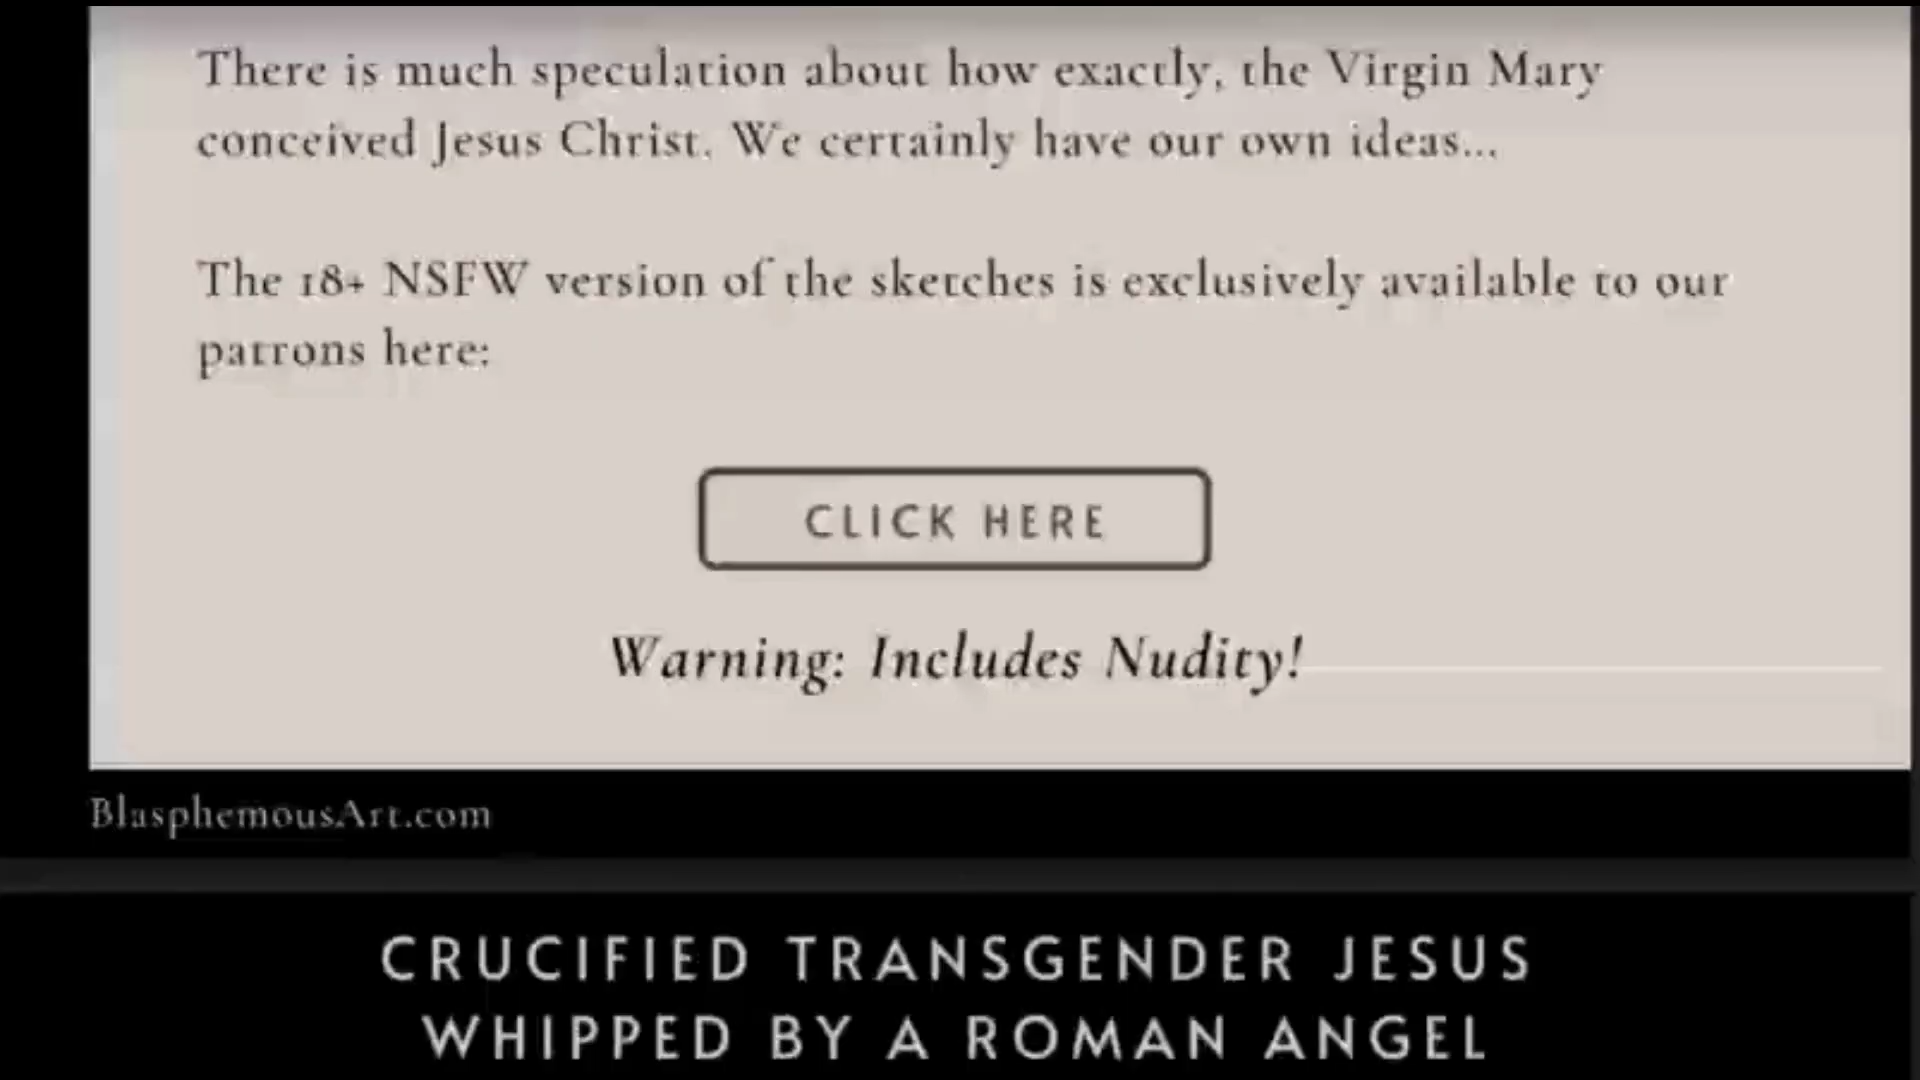 There is much speculation about how exactly, the Virgin Mary
conceived Jesus Christ. We certainly have our own ideas...
The 18+ NSFW version of the sketches is exclusively available to our
patrons here:
CLICK HERE
Warning: Includes Nudity!
BlasphemousArt.com
CRUCIFIED TRANSGENDER JESUS
WHIPPED BY A ROMAN ANGEL